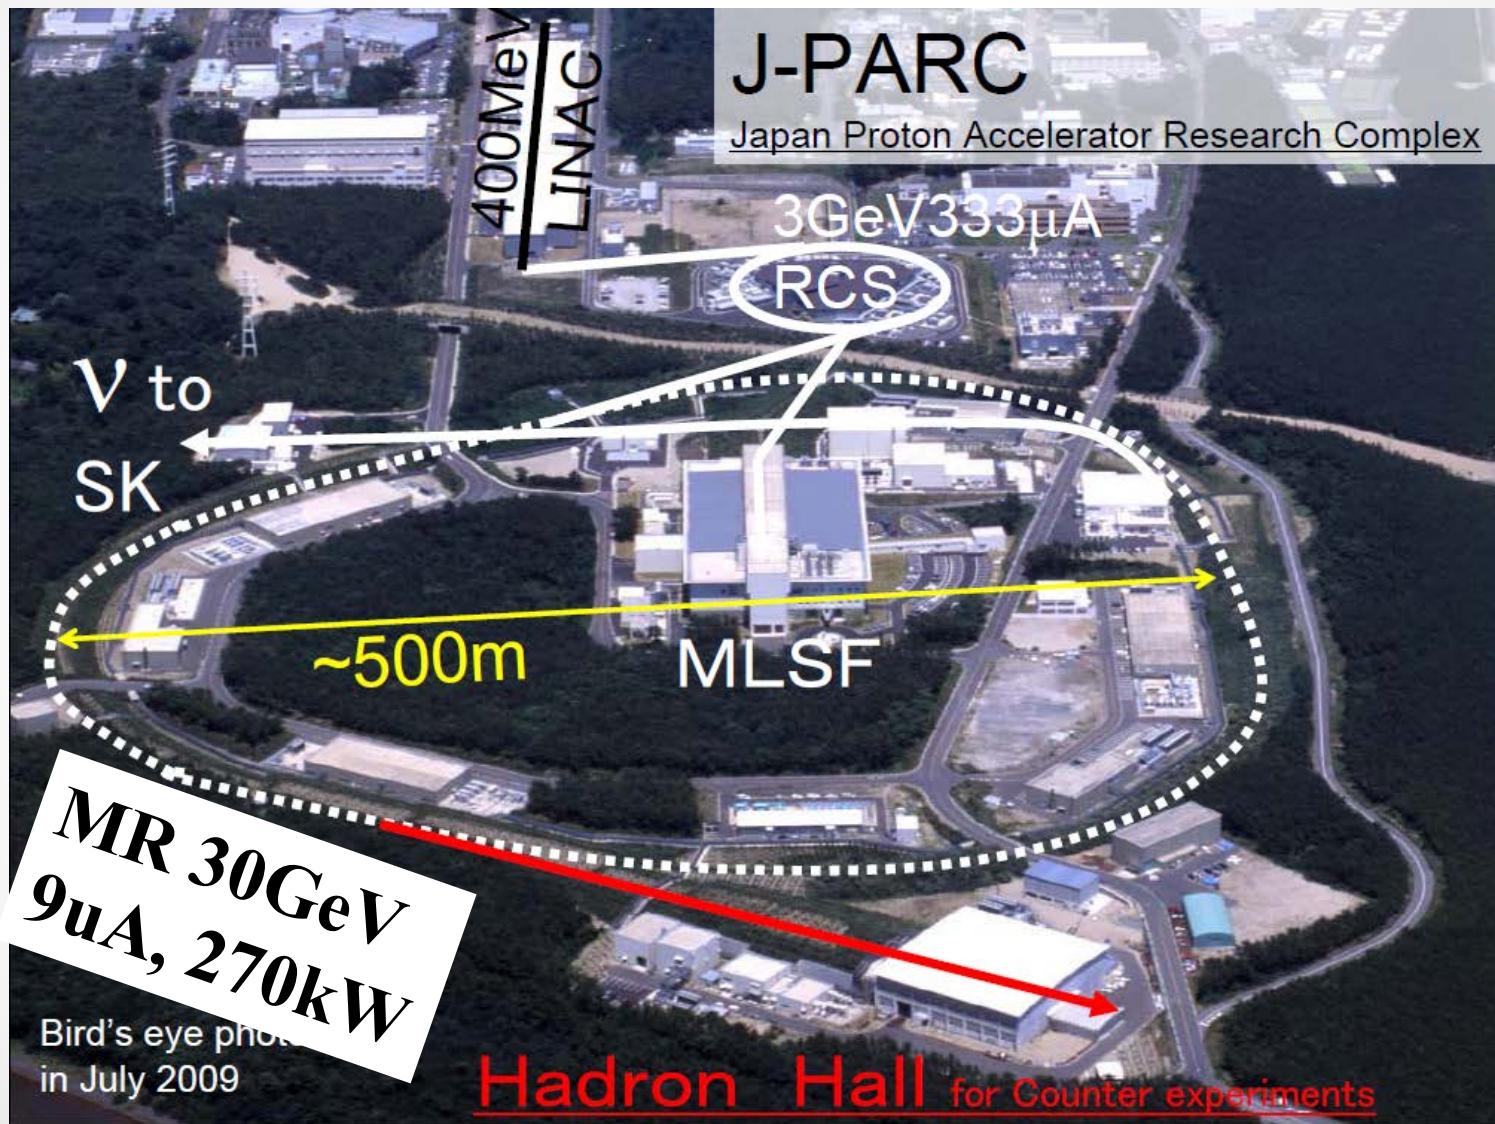 J-PARC
Japan Proton Accelerator Research Complex
400MeV
LINAC
3GeV333μA
RCS
ν to
SK
~500m
MLSF
MR 30GeV
9uA, 270kW
Bird's eye photo
in July 2009
Hadron Hall for Counter experiments